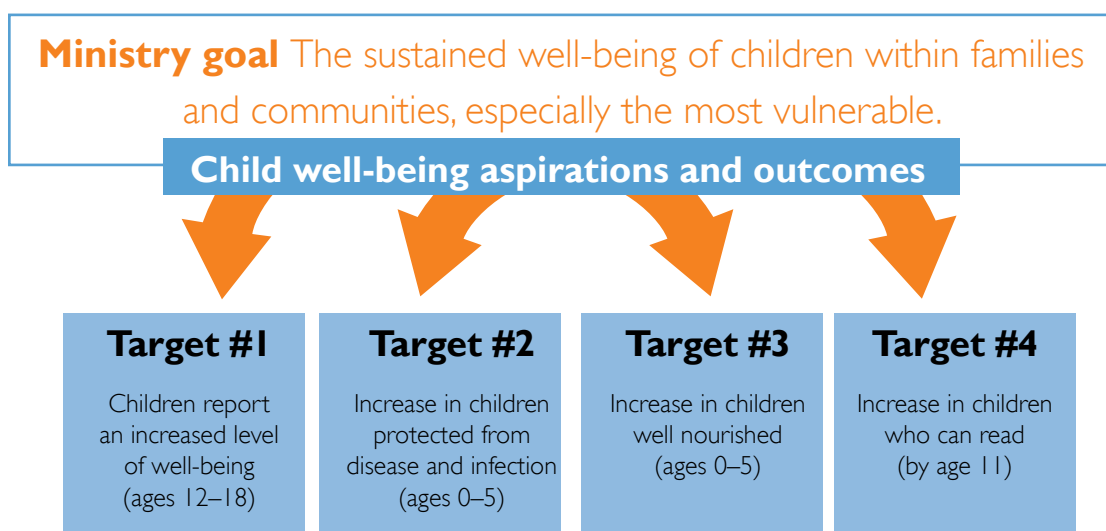 Ministry goal The sustained well-being of children within families
and communities, especially the most vulnerable.
Child well-being aspirations and outcomes
Target #1
Children report
an increased level
of well-being
(ages 12–18)
Target #2
Increase in children
protected from
disease and infection
(ages 0–5)
Target #3
Increase in children
well nourished
(ages 0–5)
Target #4
Increase in children
who can read
(by age 11)